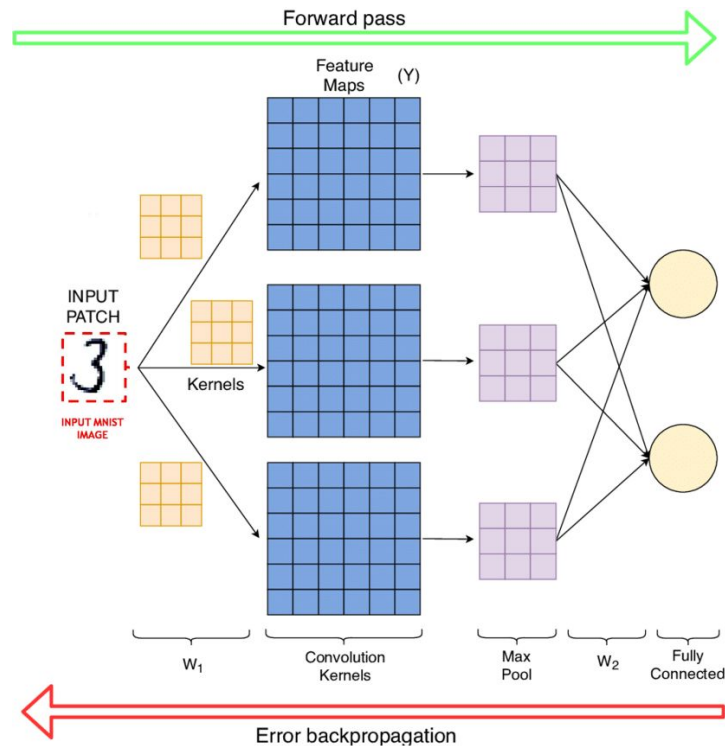 Forward pass
Feature
Maps
(Y)
INPUT
PATCH
3
INPUT MNIST
IMAGE
Kernels
W1
Convolution
Kernels
Max
Pool
W2
Fully
Connected
Error backpropagation